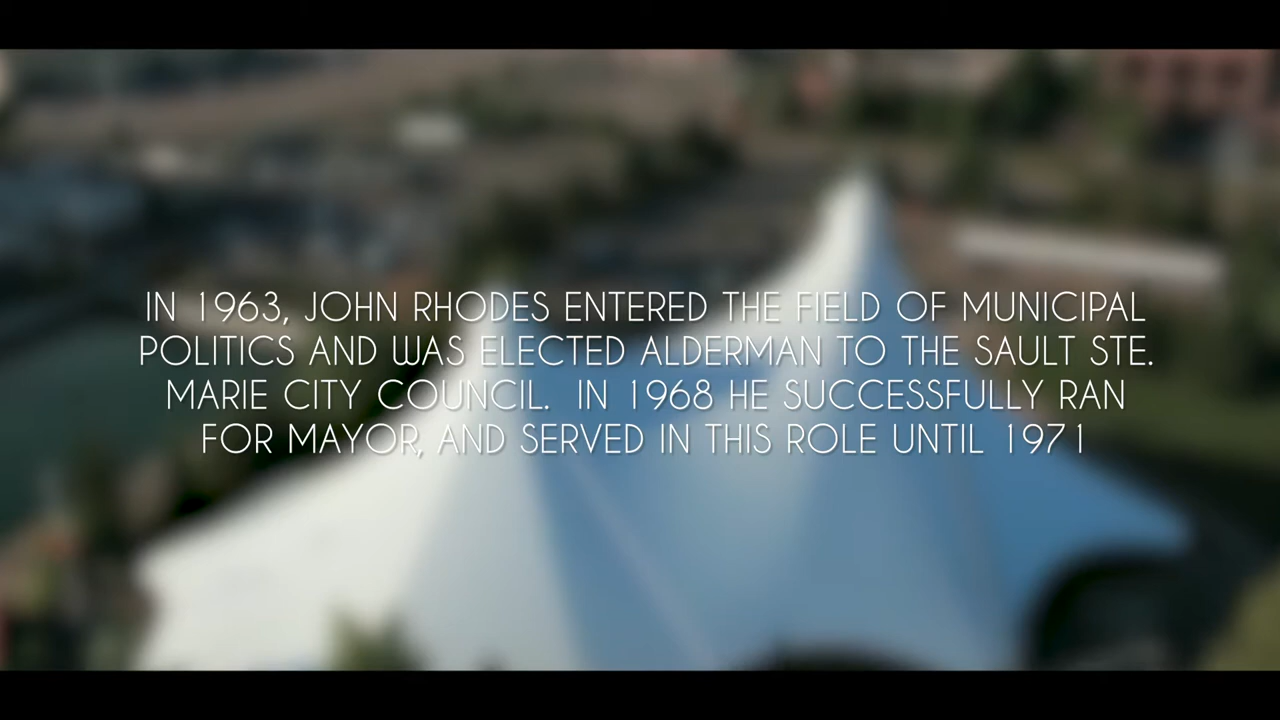 IN 1963, JOHN RHODES ENTERED THE FIELD OF MUNICIPAL
POLITICS AND WAS ELECTED ALDERMAN TO THE SAULT STE.
MARIE CITY COUNCIL.  IN 1968 HE SUCCESSFULLY RAN
FOR MAYOR, AND SERVED IN THIS ROLE UNTIL 1971